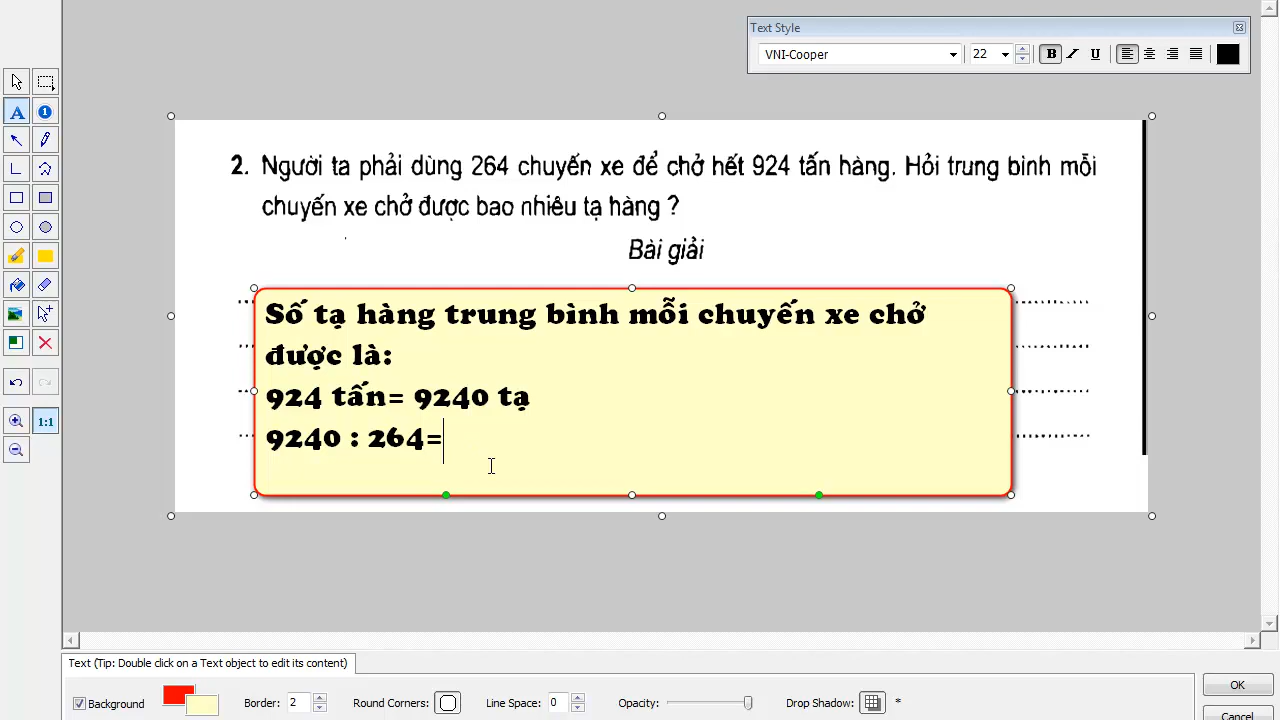 Text Style
VNI-Cooper 22 B I U
2. Người ta phải dùng 264 chuyến xe để chở hết 924 tấn hàng. Hỏi trung bình mỗi
chuyến xe chở được bao nhiêu tạ hàng ?
Bài giải
Số tạ hàng trung bình mỗi chuyến xe chở
được là:
924 tấn= 9240 tạ
9240 : 264=
A 1
1:1
Text (Tip: Double click on a Text object to edit its content)
Background Border: 2 Round Corners: Line Space: 0 Opacity: Drop Shadow: *
OK
Cancel